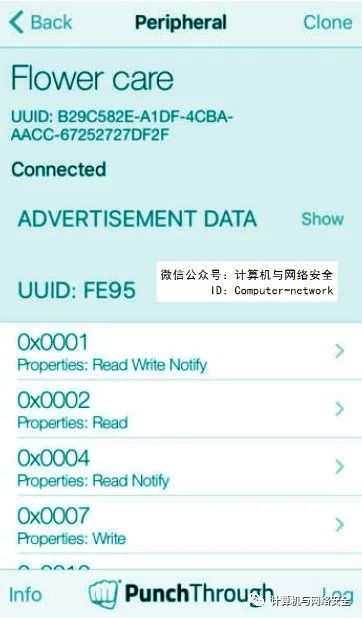 Back Peripheral Clone
Flower care
UUID: B29C582E-A1DF-4CBA-
AACC-67252727DF2F
Connected
ADVERTISEMENT DATA Show
微信公众号：计算机与网络安全
ID：Computer-network
UUID: FE95
0x0001
Properties: Read Write Notify
0x0002
Properties: Read
0x0004
Properties: Read Notify
0x0007
Properties: Write
Info PunchThrough Log
计算机与网络安全